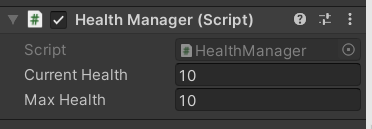 Health Manager (Script)
Script HealthManager
Current Health 10
Max Health 10